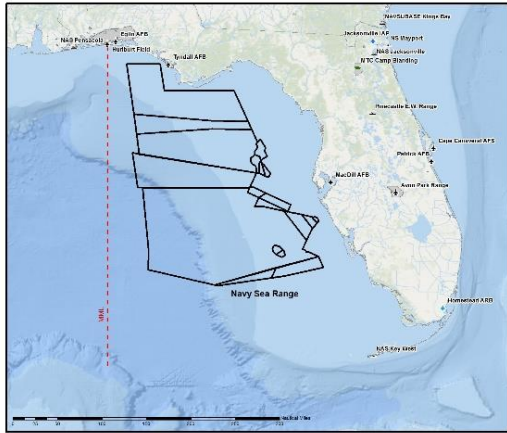 NavSUBASE Kings Bay
Jacksonville IAP
NS Mayport
NAS Jacksonville
NTC Camp Blanding
Eglin AFB
NAS Pensacola
Hurlburt Field
Tyndall AFB
Pinecastle E.W. Range
Cape Canaveral AFS
Patrick AFB
MacDill AFB
Avon Park Range
Navy Sea Range
MML
Homestead ARB
NAS Key West
Nautical Miles